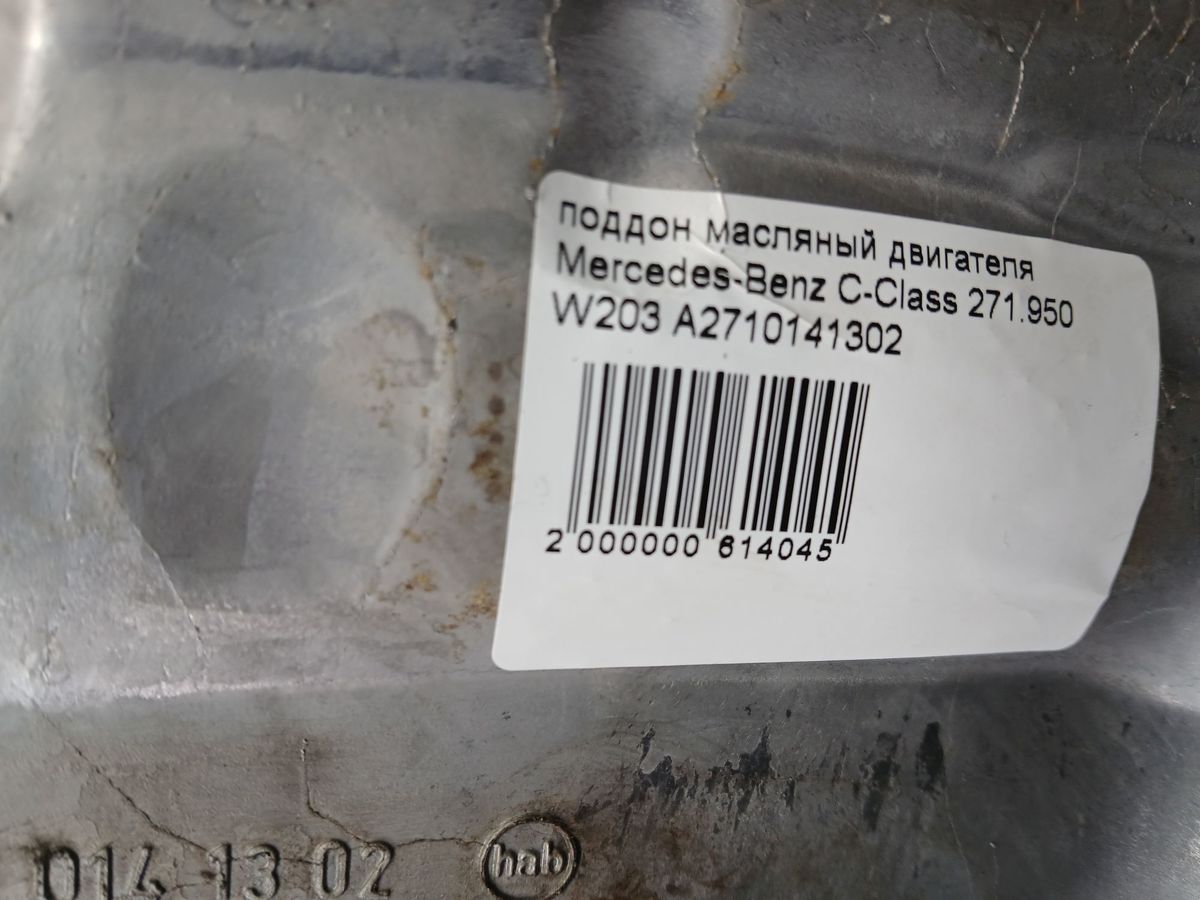 поддон масляный двигателя
Mercedes-Benz C-Class 271.950
W203 A2710141302
2 000000 614045
014 13 02 hab